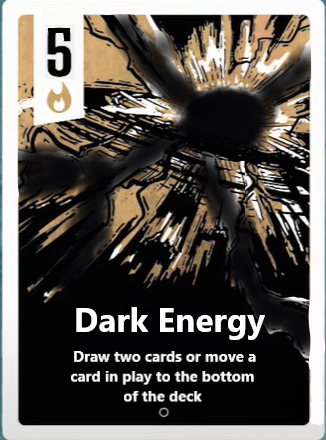 5
Dark Energy
Draw two cards or move a
card in play to the bottom
of the deck